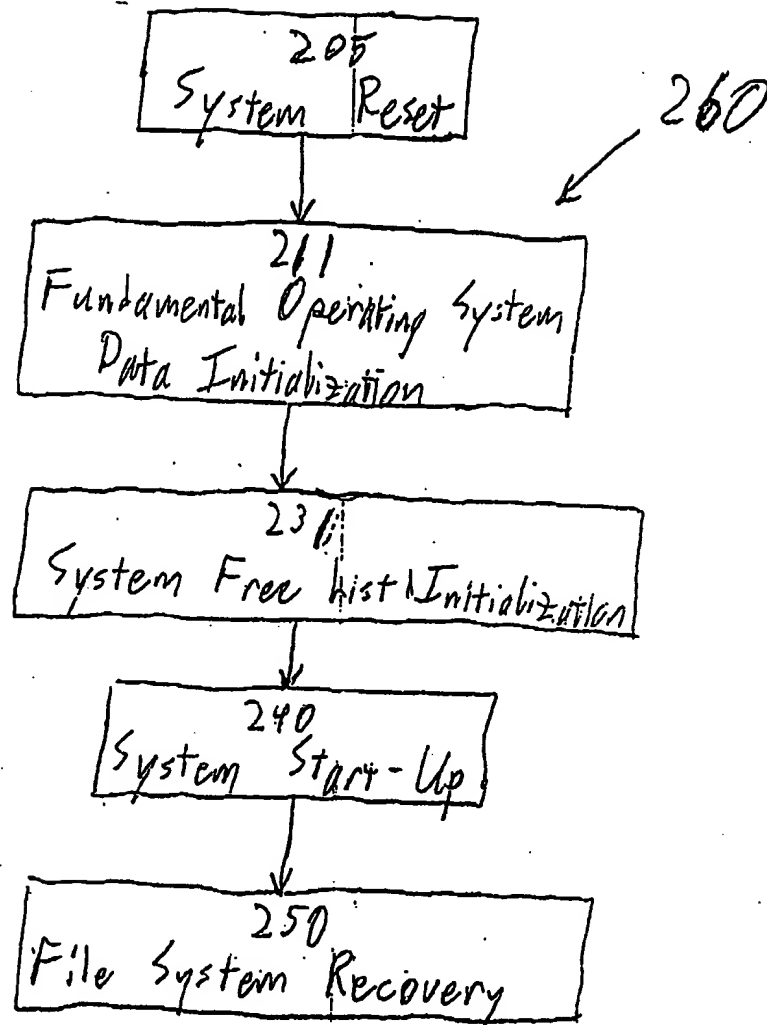 205
System Reset
260
211
Fundamental Operating System
Data Initialization
231
System Free List Initialization
240
System Start-Up
250
File System Recovery